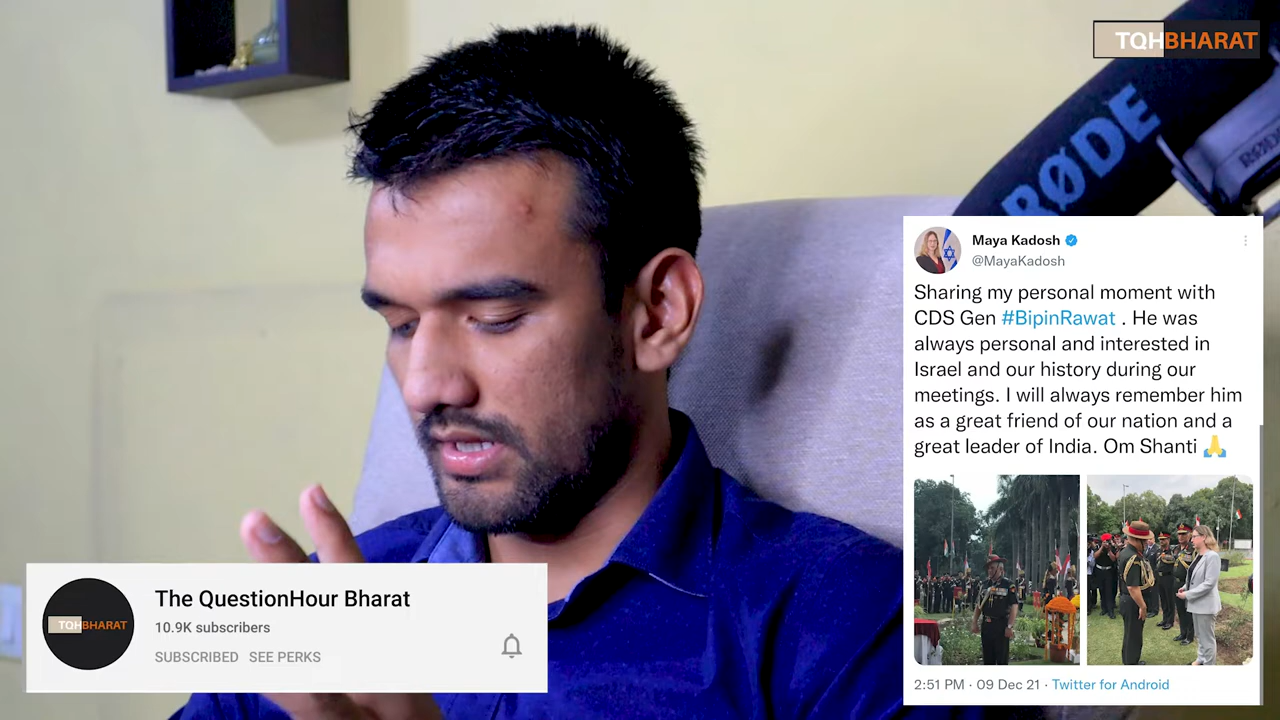 TQHBHARAT
RØDE
RØDE
Maya Kadosh
@MayaKadosh
Sharing my personal moment with
CDS Gen #BipinRawat . He was
always personal and interested in
Israel and our history during our
meetings. I will always remember him
as a great friend of our nation and a
great leader of India. Om Shanti 🙏
2:51 PM · 09 Dec 21 · Twitter for Android
TQHBHARAT
The QuestionHour Bharat
10.9K subscribers
SUBSCRIBED SEE PERKS